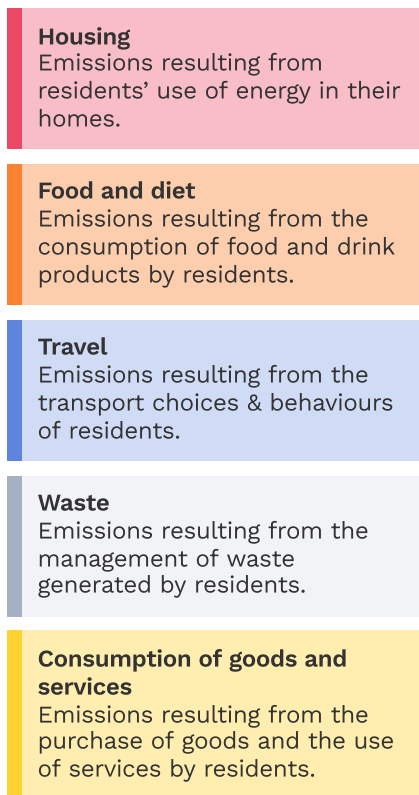 Housing
Emissions resulting from
residents’ use of energy in their
homes.
Food and diet
Emissions resulting from the
consumption of food and drink
products by residents.
Travel
Emissions resulting from the
transport choices & behaviours
of residents.
Waste
Emissions resulting from the
management of waste
generated by residents.
Consumption of goods and
services
Emissions resulting from the
purchase of goods and the use
of services by residents.